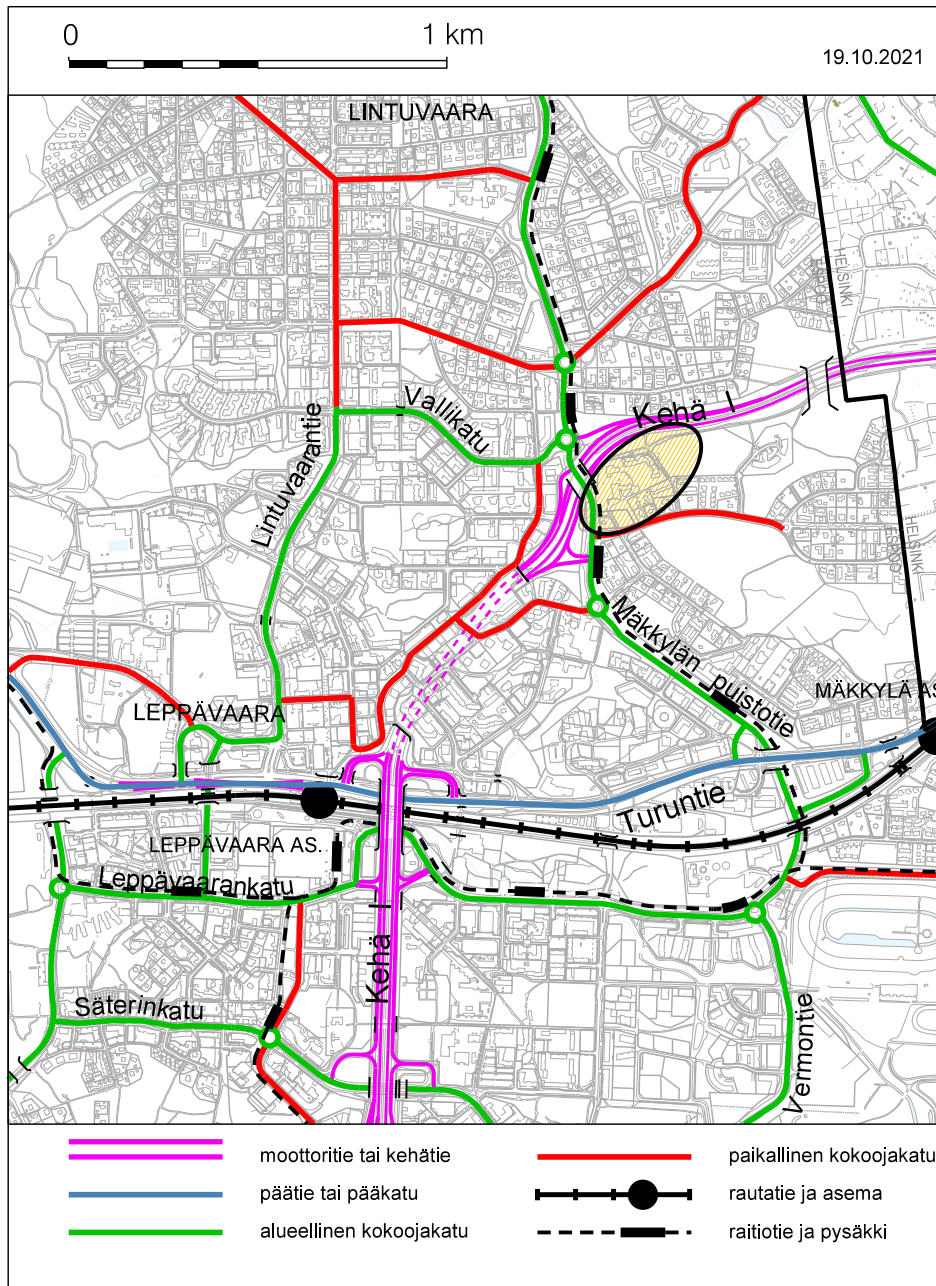 0 1 km
19.10.2021
LINTUVAARA
HELSINKI
ESPOO
Kehä I
Vallikatu
Lintuvaarantie
HELSINKI
ESPOO
Mäkkylän puistotie
MÄKKYLÄ AS
LEPPÄVAARA
Turuntie
LEPPÄVAARA AS.
Leppävaarankatu
Kehä I
Säterinkatu
Vermontie
moottoritie tai kehätie
paikallinen kokoojakatu
päätie tai pääkatu
rautatie ja asema
alueellinen kokoojakatu
raitiotie ja pysäkki